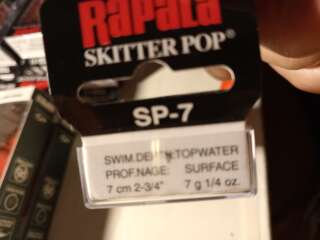 Rapala
SKITTER POP®
SP-7
SWIM.DEPTH: TOPWATER
PROF.NAGE: SURFACE
7 cm 2-3/4" 7 g 1/4 oz.